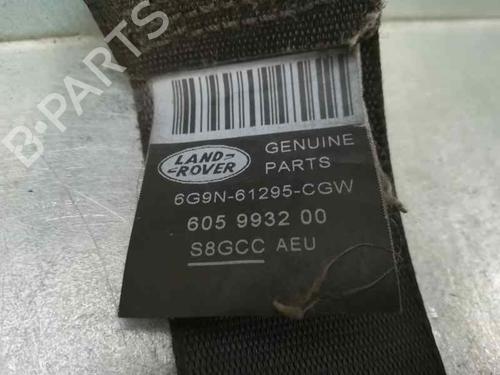 LAND-
-ROVER
GENUINE
PARTS
6G9N-61295-CGW
605 9932 00
S8GCC AEU
B-PARTS